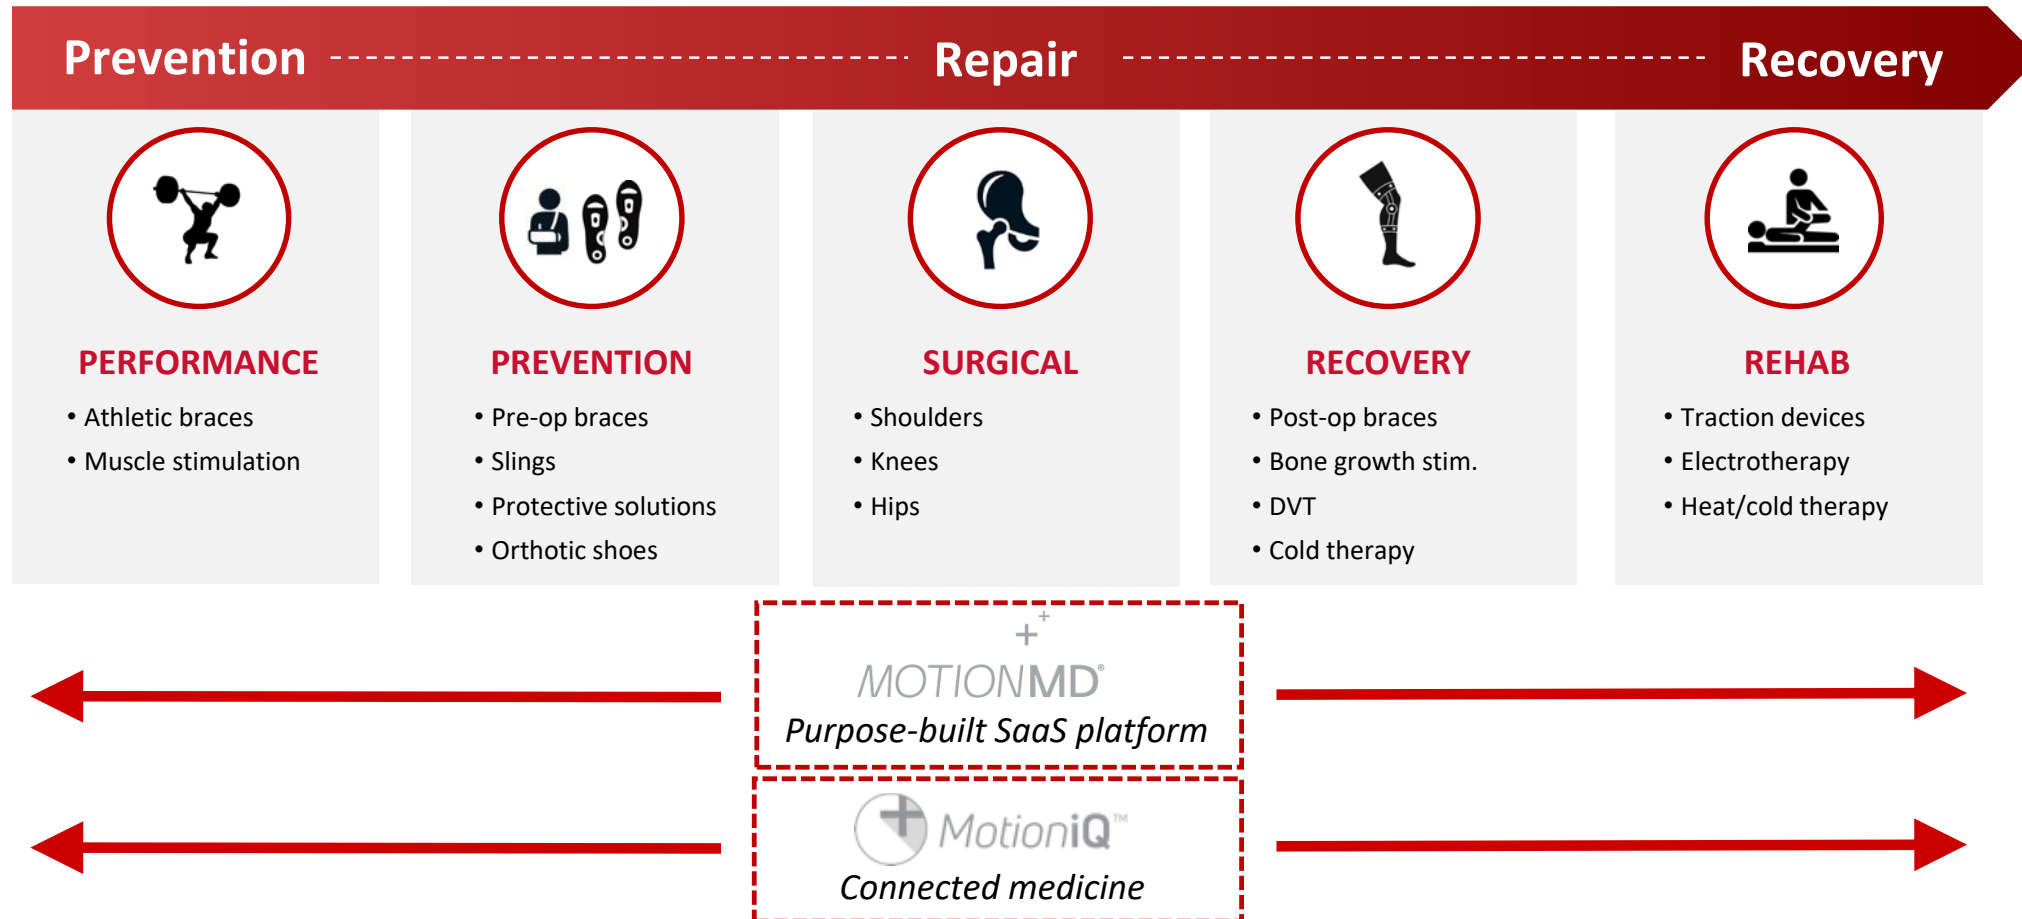 Prevention Repair Recovery
PERFORMANCE
• Athletic braces
• Muscle stimulation
PREVENTION
• Pre-op braces
• Slings
• Protective solutions
• Orthotic shoes
SURGICAL
• Shoulders
• Knees
• Hips
RECOVERY
• Post-op braces
• Bone growth stim.
• DVT
• Cold therapy
REHAB
• Traction devices
• Electrotherapy
• Heat/cold therapy
MOTIONMD®
Purpose-built SaaS platform
MotioniQ™
Connected medicine